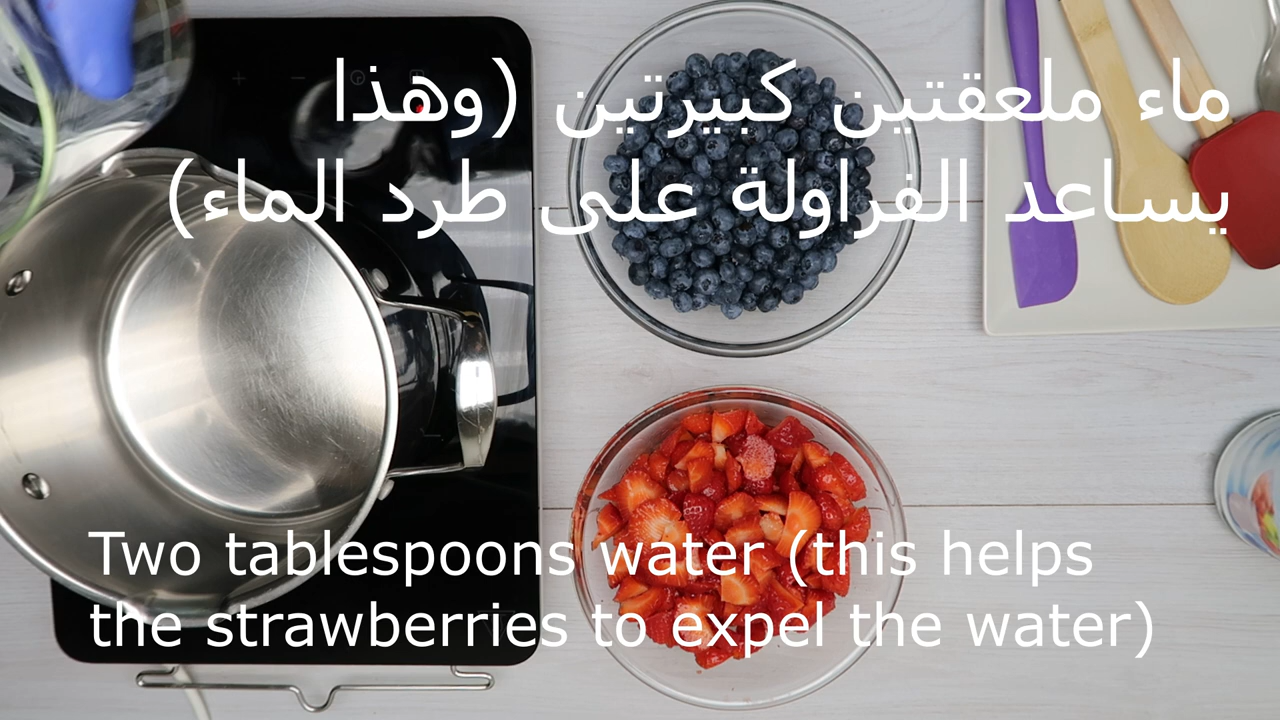 ماء ملعقتين كبيرتين (وهذا
يساعد الفراولة على طرد الماء)
Two tablespoons water (this helps
the strawberries to expel the water)